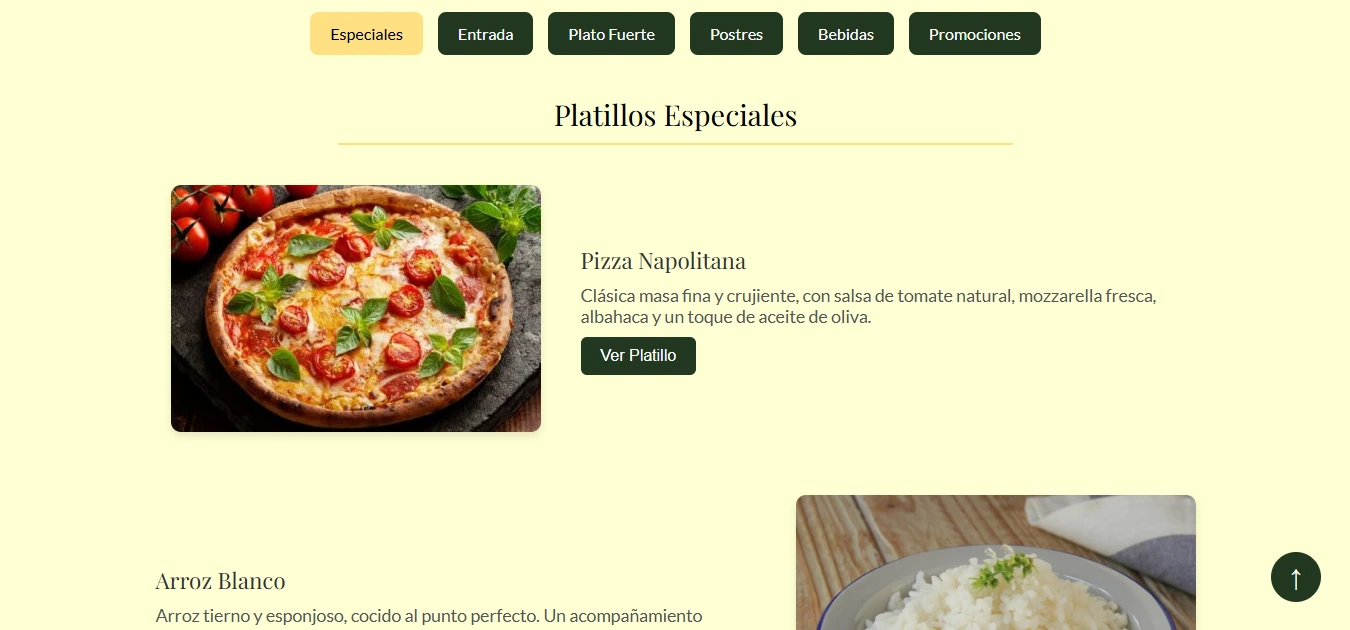 Especiales
Entrada
Plato Fuerte
Postres
Bebidas
Promociones
Platillos Especiales
Pizza Napolitana
Clásica masa fina y crujiente, con salsa de tomate natural, mozzarella fresca,
albahaca y un toque de aceite de oliva.
Ver Platillo
Arroz Blanco
Arroz tierno y esponjoso, cocido al punto perfecto. Un acompañamiento
↑